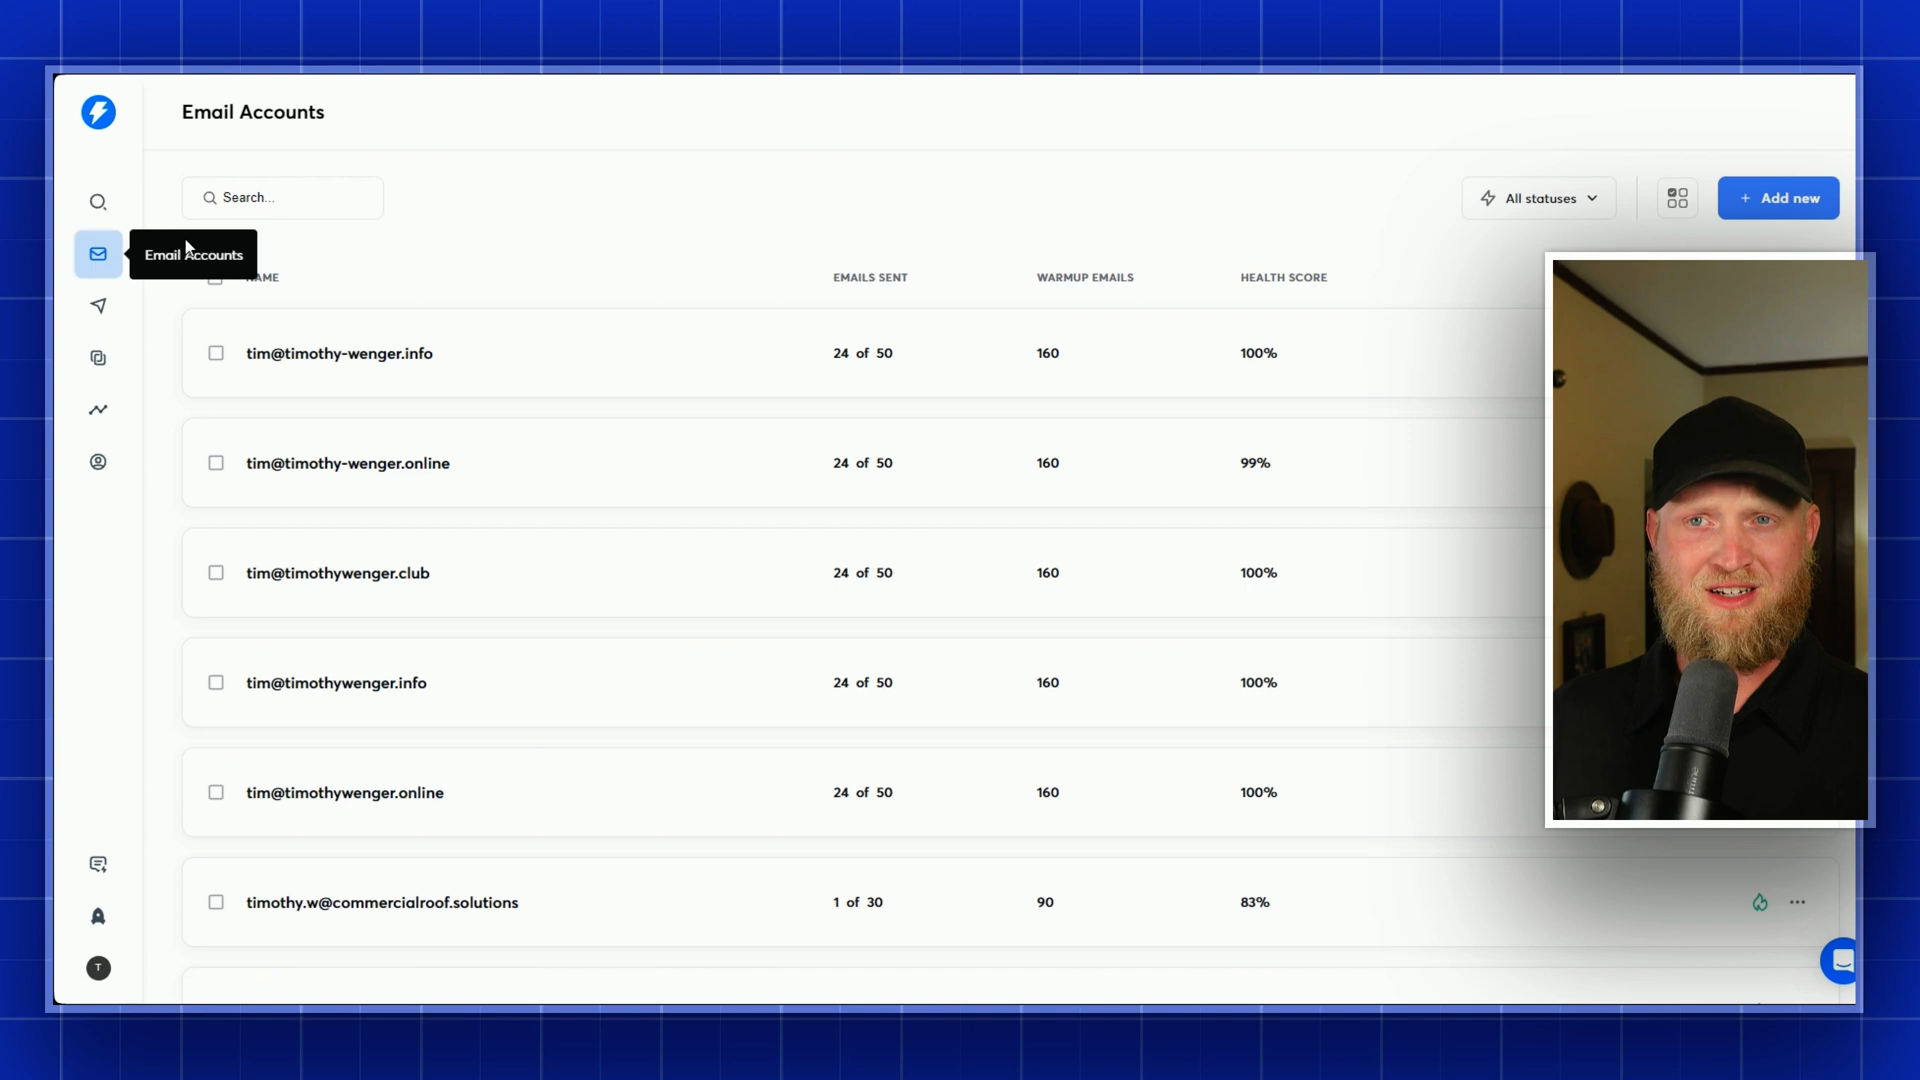 Email Accounts
Search...
All statuses
+ Add new
Email Accounts
NAME EMAILS SENT WARMUP EMAILS HEALTH SCORE
tim@timothy-wenger.info 24 of 50 160 100%
tim@timothy-wenger.online 24 of 50 160 99%
tim@timothywenger.club 24 of 50 160 100%
tim@timothywenger.info 24 of 50 160 100%
tim@timothywenger.online 24 of 50 160 100%
timothy.w@commercialroof.solutions 1 of 30 90 83%
T